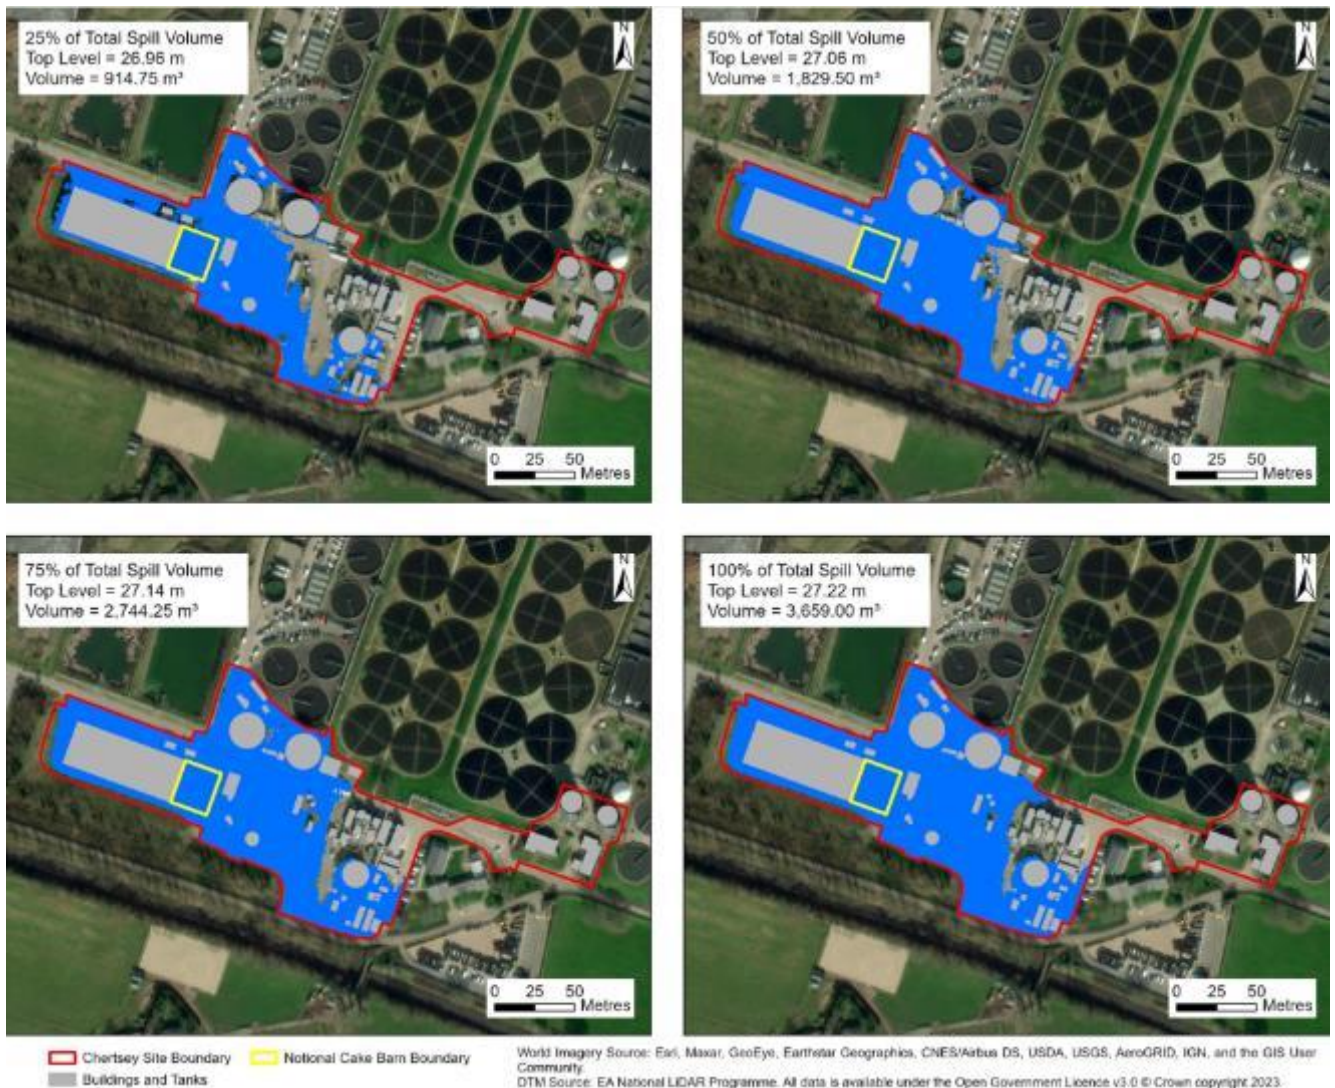 25% of Total Spill Volume
Top Level = 26.96 m
Volume = 914.75 m³
N
0 25 50
Metres
50% of Total Spill Volume
Top Level = 27.06 m
Volume = 1,829.50 m³
N
0 25 50
Metres
75% of Total Spill Volume
Top Level = 27.14 m
Volume = 2,744.25 m³
N
0 25 50
Metres
100% of Total Spill Volume
Top Level = 27.22 m
Volume = 3,659.00 m³
N
0 25 50
Metres
Chertsey Site Boundary
Notional Cake Barn Boundary
Buildings and Tanks
World Imagery Source: Esri, Maxar, GeoEye, Earthstar Geographics, CNES/Airbus DS, USDA, USGS, AeroGRID, IGN, and the GIS User
Community.
DTM Source: EA National LiDAR Programme. All data is available under the Open Government Licence v3.0 © Crown copyright 2023.